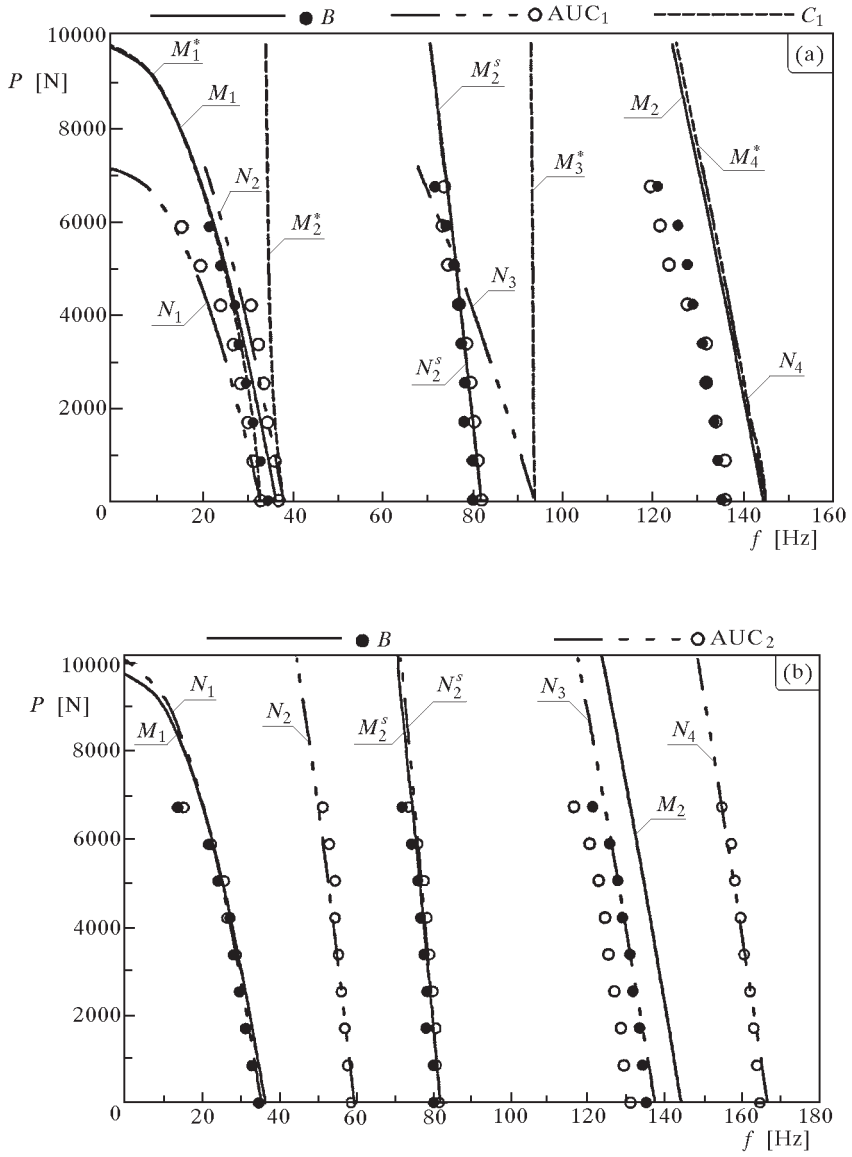 B AUC₁ C₁
(a)
P [N]
10000
8000
6000
4000
2000
0 20 40 60 80 100 120 140 160
f [Hz]
M₁*
M₁
N₂
M₂*
N₁
M₂ˢ
M₃*
N₃
N₂ˢ
M₂
M₄*
N₄
B AUC₂
(b)
P [N]
10000
8000
6000
4000
2000
0 20 40 60 80 100 120 140 160 180
f [Hz]
N₁
M₁
N₂
M₂ˢ
N₂ˢ
N₃
M₂
N₄